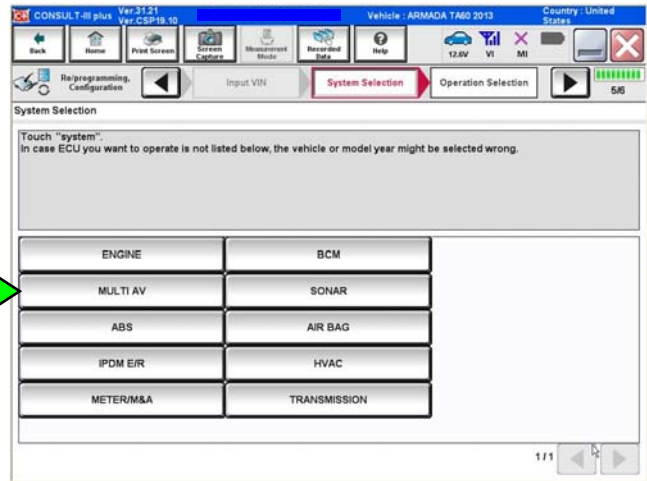 CONSULT-III plus Ver.31.21
Ver.CSP19.10
Vehicle : ARMADA TA60 2013
Country : United
States
Back
Home
Print Screen
Screen
Capture
Measurement
Mode
Recorded
Data
Help
12.6V
VI
MI
Re/programming,
Configuration
Input VIN
System Selection
Operation Selection
5/6
System Selection
Touch "system".
In case ECU you want to operate is not listed below, the vehicle or model year might be selected wrong.
ENGINE
BCM
MULTI AV
SONAR
ABS
AIR BAG
IPDM E/R
HVAC
METER/M&A
TRANSMISSION
1/1